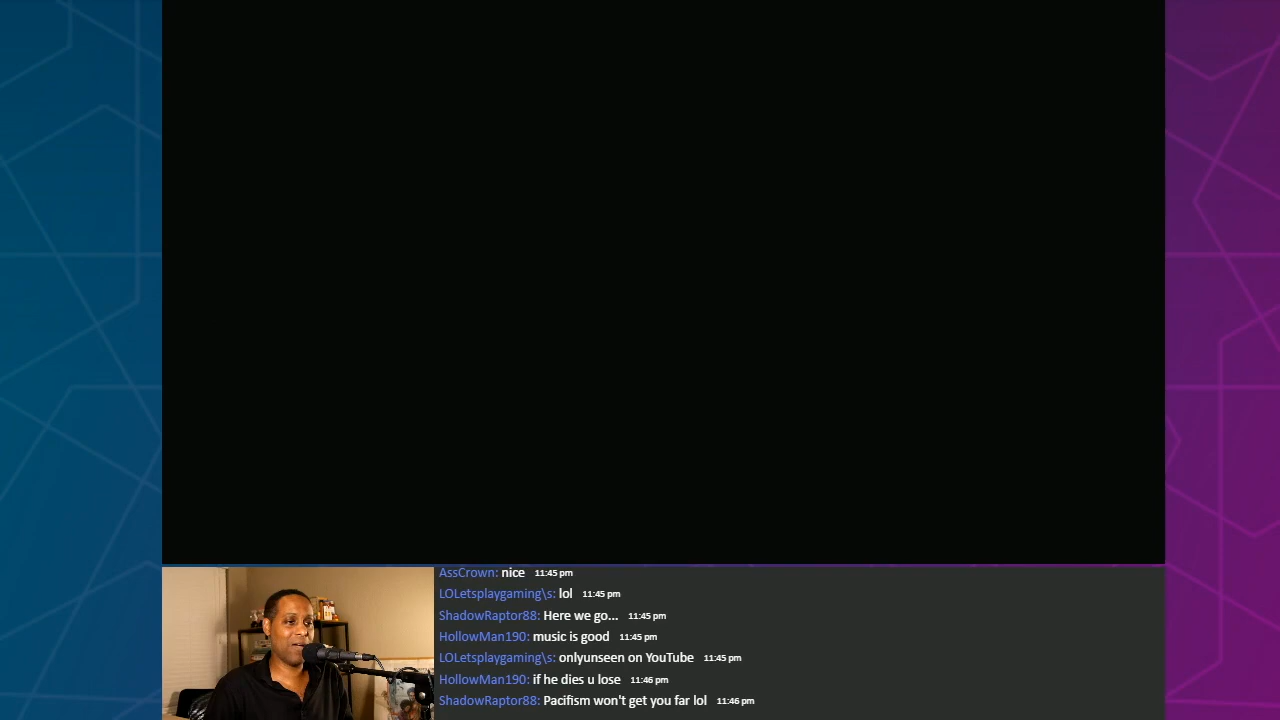 AssCrown: nice 11:45 pm
LOLetsplaygaming\s: lol 11:45 pm
ShadowRaptor88: Here we go... 11:45 pm
HollowMan190: music is good 11:45 pm
LOLetsplaygaming\s: onlyunseen on YouTube 11:45 pm
HollowMan190: if he dies u lose 11:46 pm
ShadowRaptor88: Pacifism won't get you far lol 11:46 pm